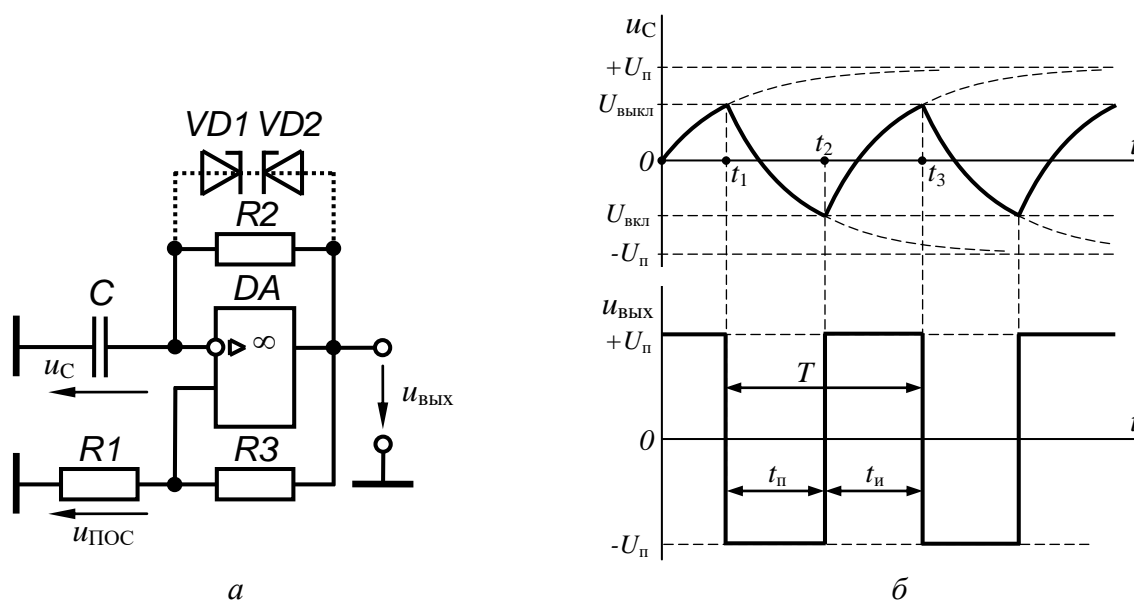 VD1 VD2
R2
DA
C
∞
u_C
u_вых
R1
R3
u_ПОС
а
u_C
+U_п
U_выкл
0
t_1
t_2
t_3
t
U_вкл
-U_п
u_вых
+U_п
T
0
t
t_п
t_и
-U_п
б